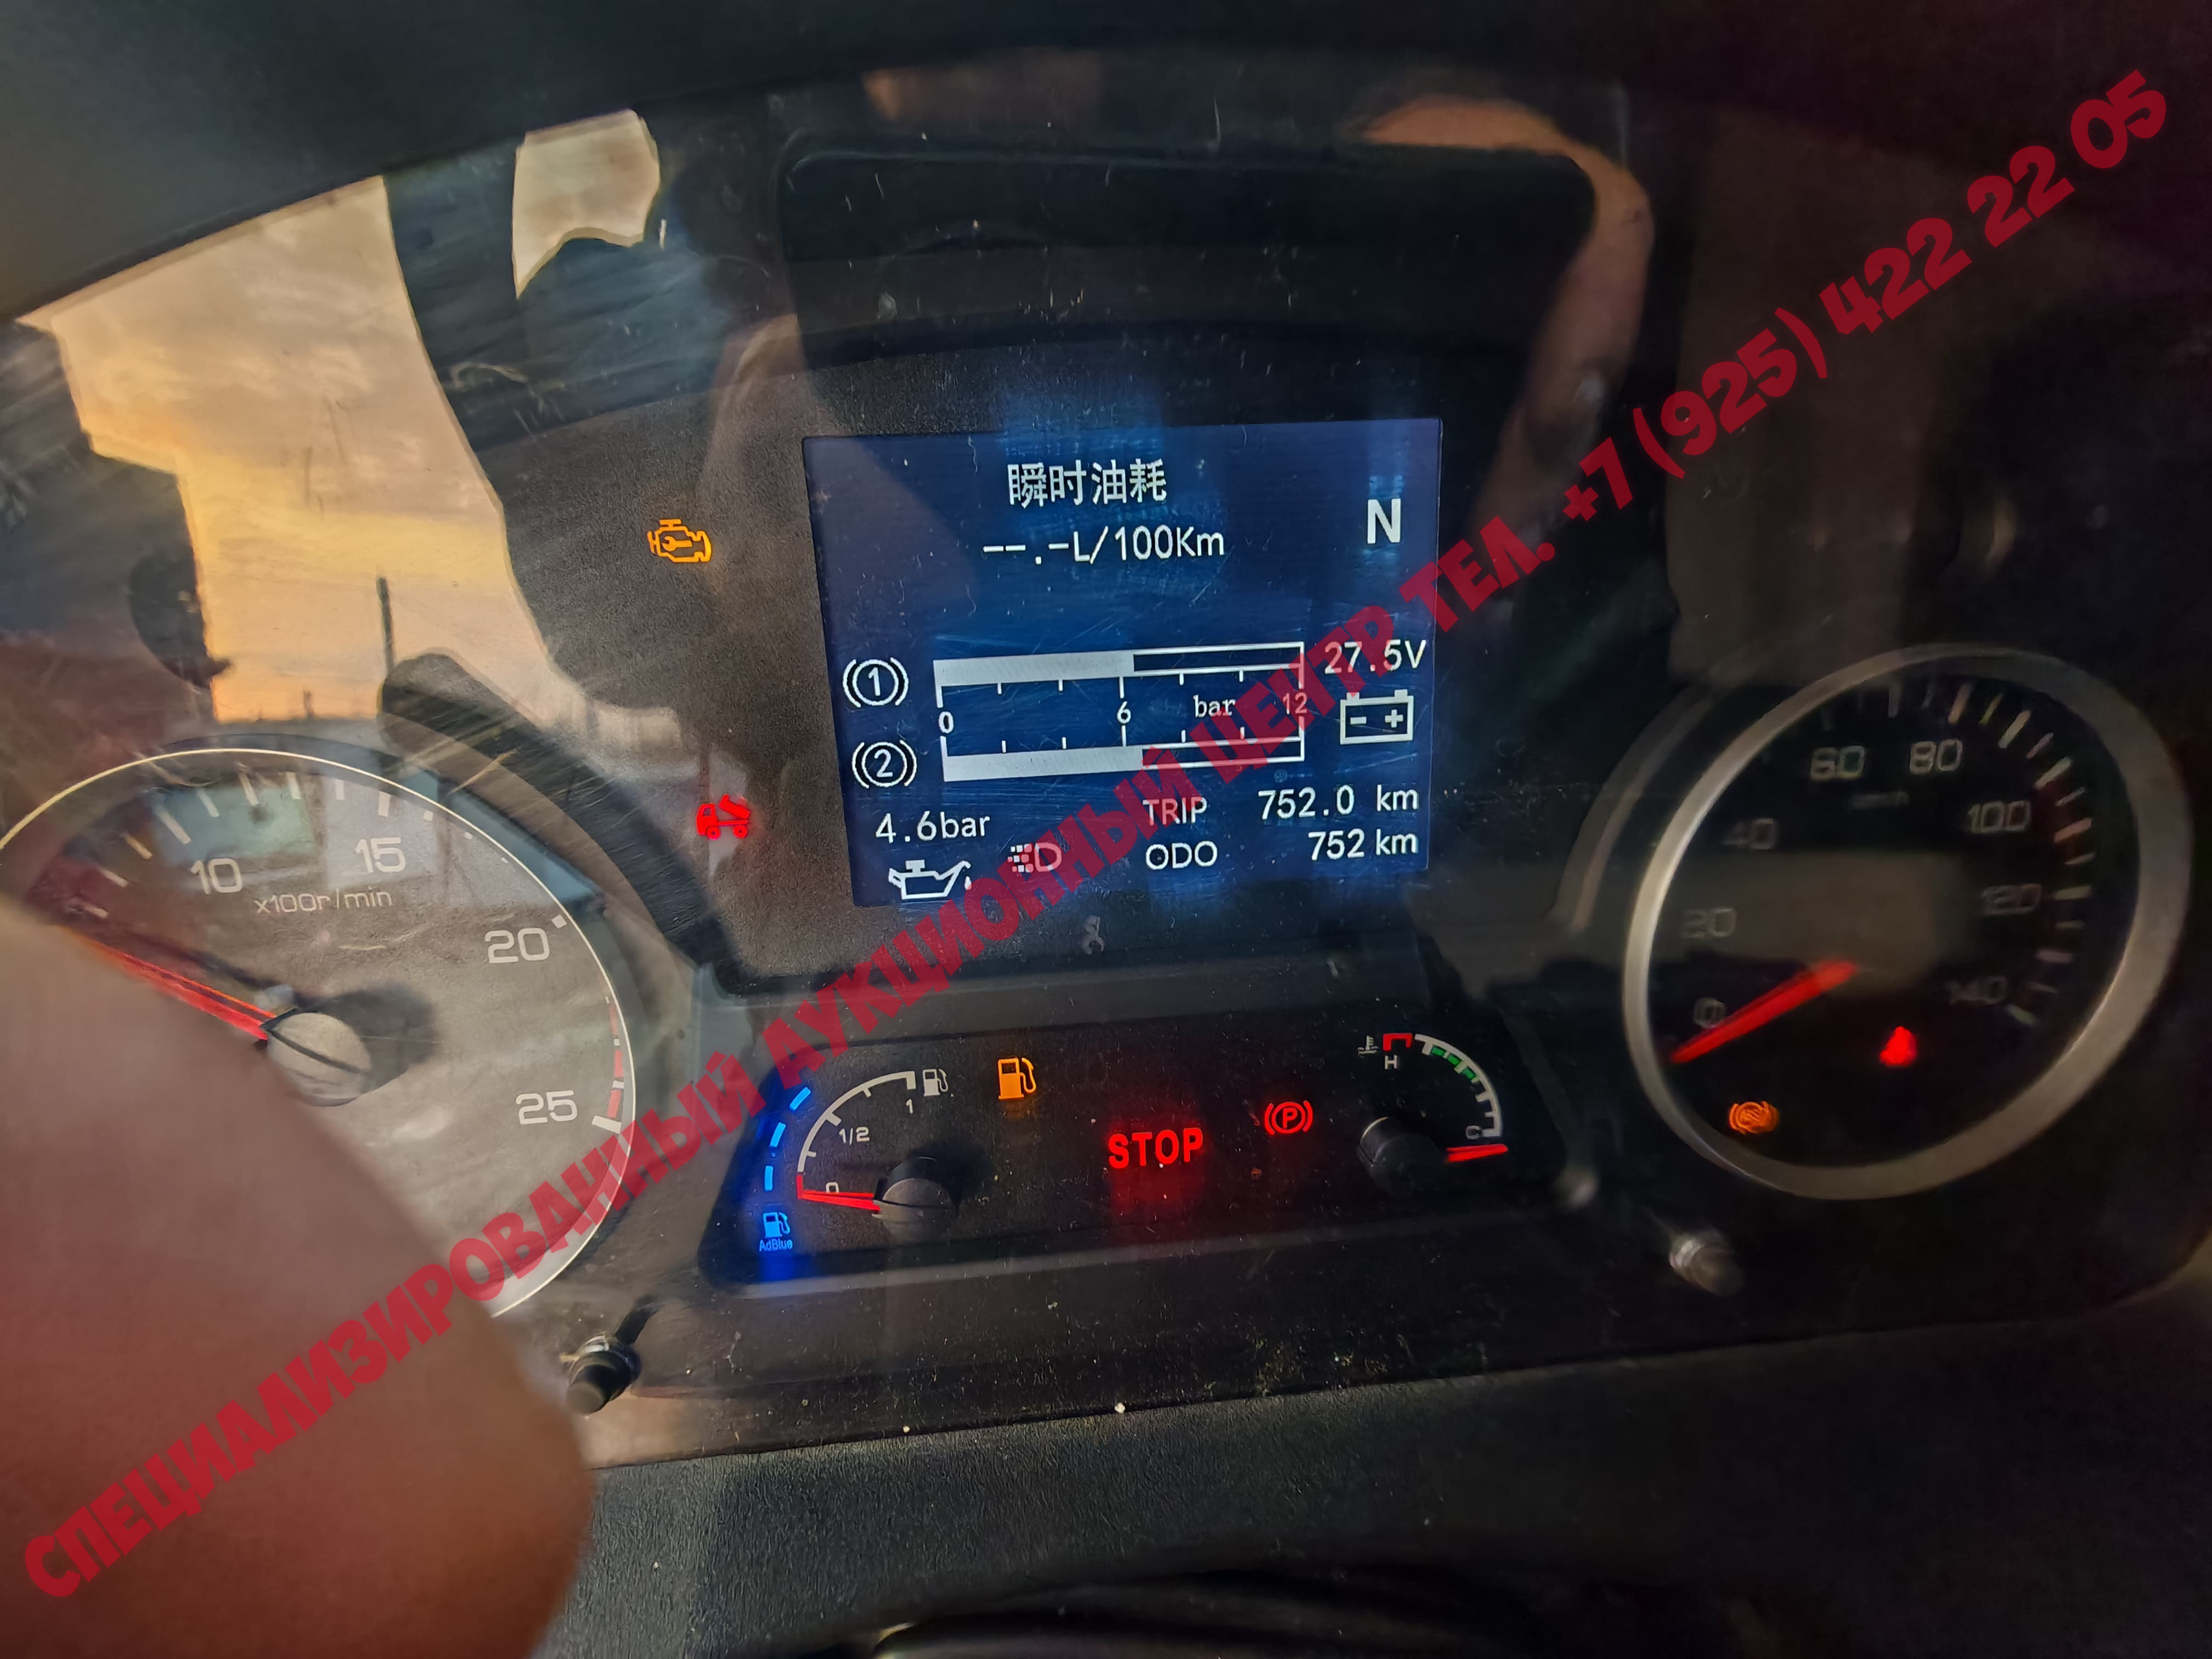 瞬时油耗
--.-L/100Km
N
1
27.5V
0 6 bar 12
2
4.6bar
TRIP 752.0 km
ODO 752 km
10 15 20 25
x100r/min
0 1/2 1
AdBlue
STOP
P
H
C
0 40 60 80 100 120 140
СПЕЦИАЛИЗИРОВАННЫЙ АУКЦИОННЫЙ ЦЕНТР ТЕЛ. +7 (925) 422 22 05